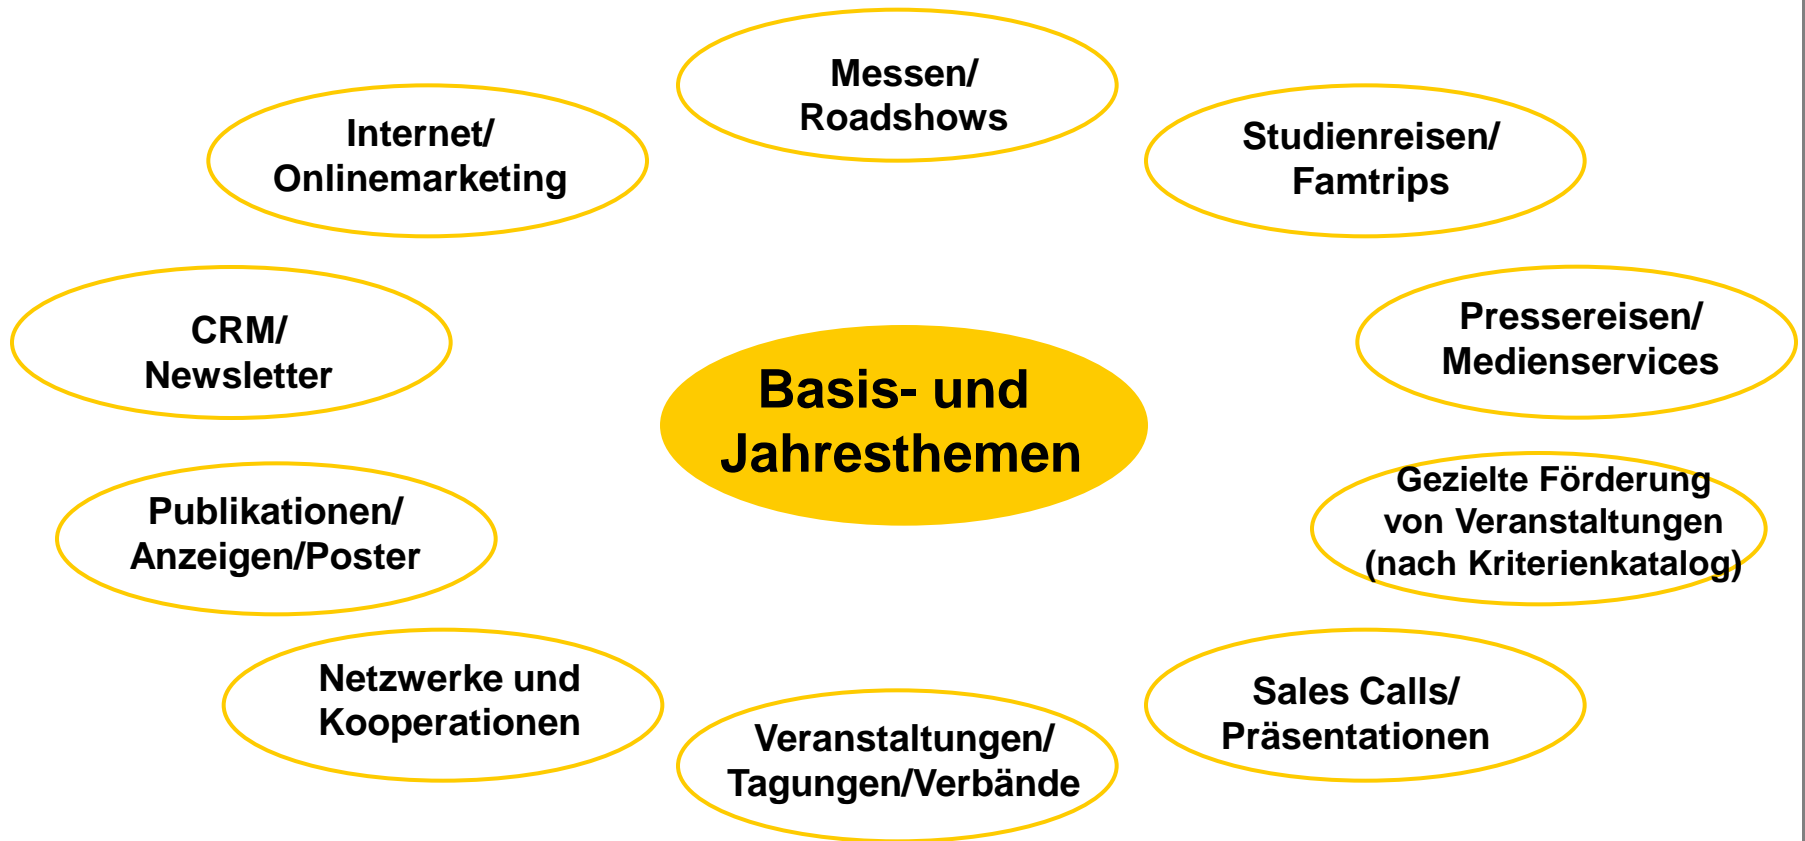 Messen/
Roadshows
Internet/
Onlinemarketing
Studienreisen/
Famtrips
CRM/
Newsletter
Pressereisen/
Medienservices
Basis- und
Jahresthemen
Publikationen/
Anzeigen/Poster
Gezielte Förderung
von Veranstaltungen
(nach Kriterienkatalog)
Netzwerke und
Kooperationen
Veranstaltungen/
Tagungen/Verbände
Sales Calls/
Präsentationen